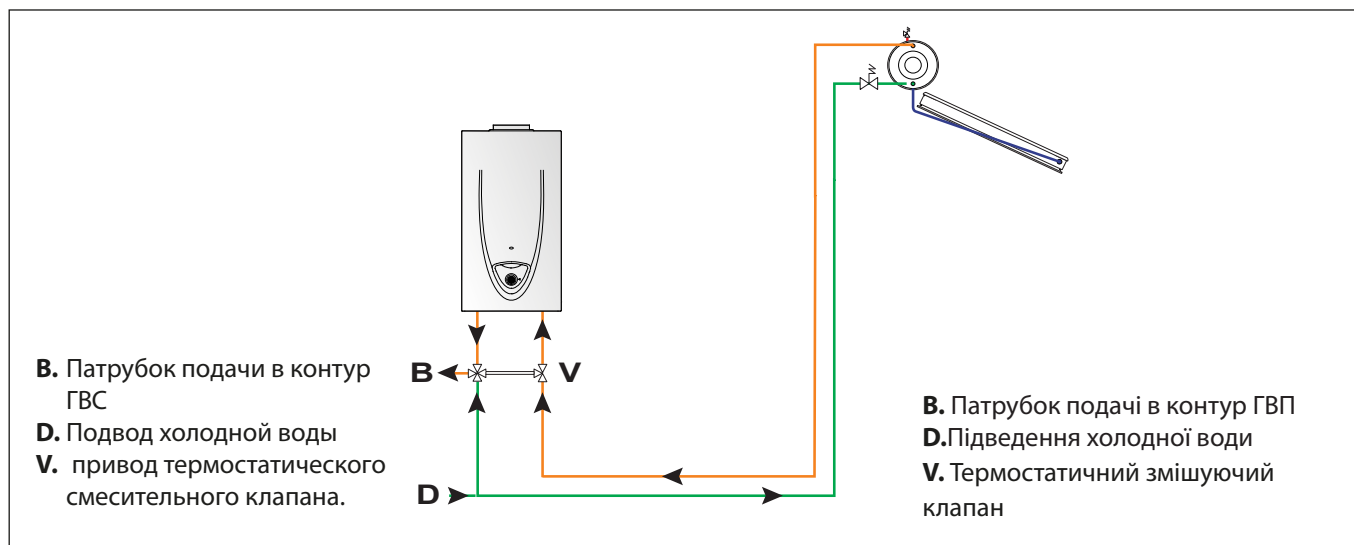 B
V
D
B. Патрубок подачи в контур
ГВС
D. Подвод холодной воды
V. привод термостатического
смесительного клапана.
B. Патрубок подачі в контур ГВП
D.Підведення холодної води
V. Термостатичний змішуючий
клапан